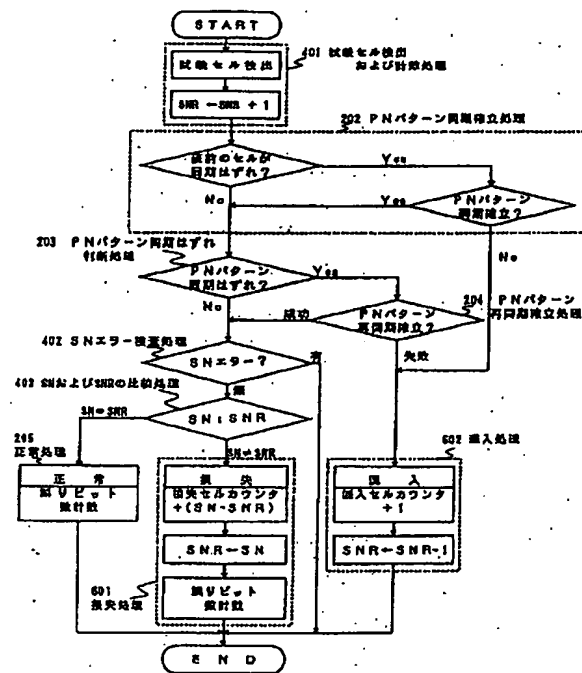 START
401 試験セル検出
および計数処理
試験セル検出
SNR←SNR+1
202 PNパターン同期確立処理
直前のセルが
同期はずれ?
Yes
No
Yes
PNパターン
同期確立?
No
203 PNパターン同期はずれ
判断処理
PNパターン
同期はずれ?
Yes
No
204 PNパターン
再同期確立処理
成功
PNパターン
再同期確立?
失敗
402 SNエラー検査処理
SNエラー?
有
無
403 SNおよびSNRの比較処理
SN:SNR
SN=SNR
SN≠SNR
205
正常処理
602 混入処理
正常
誤りビット
数計数
損失
損失セルカウンタ
+(SN-SNR)
SNR←SN
誤りビット
数計数
601
損失処理
混入
混入セルカウンタ
+1
SNR←SNR-1
END